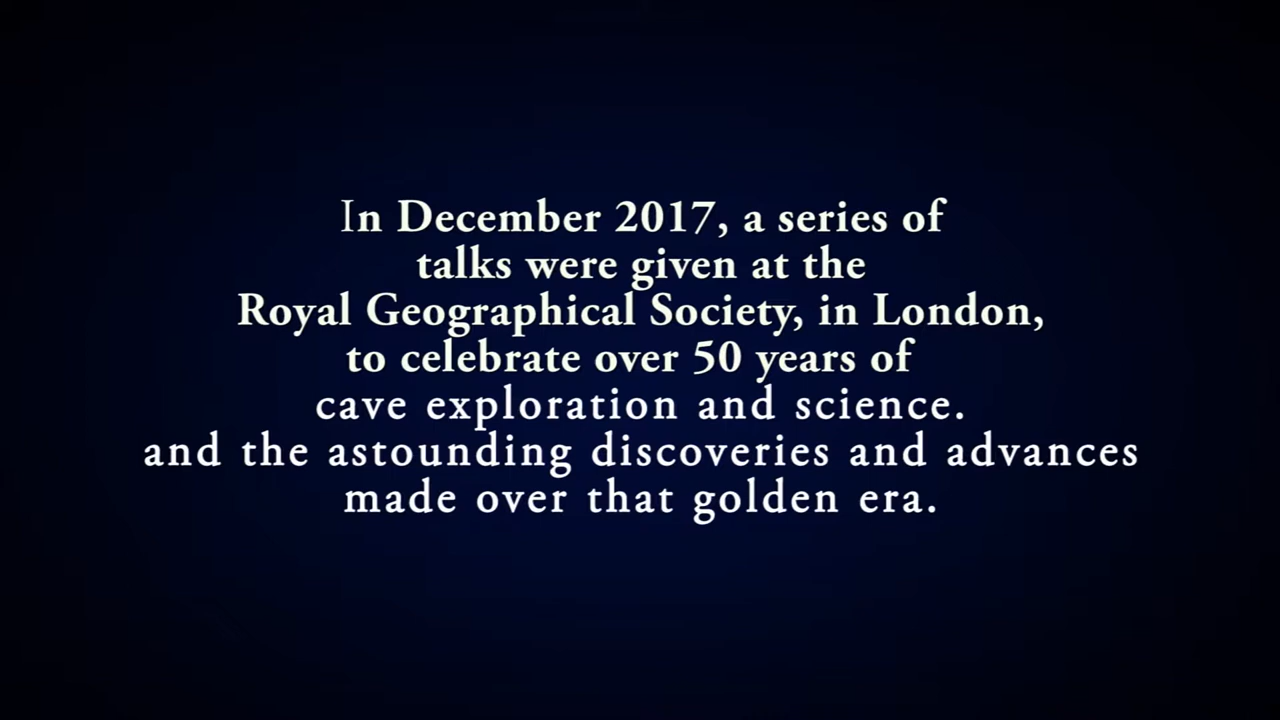 In December 2017, a series of
talks were given at the
Royal Geographical Society, in London,
to celebrate over 50 years of
cave exploration and science.
and the astounding discoveries and advances
made over that golden era.